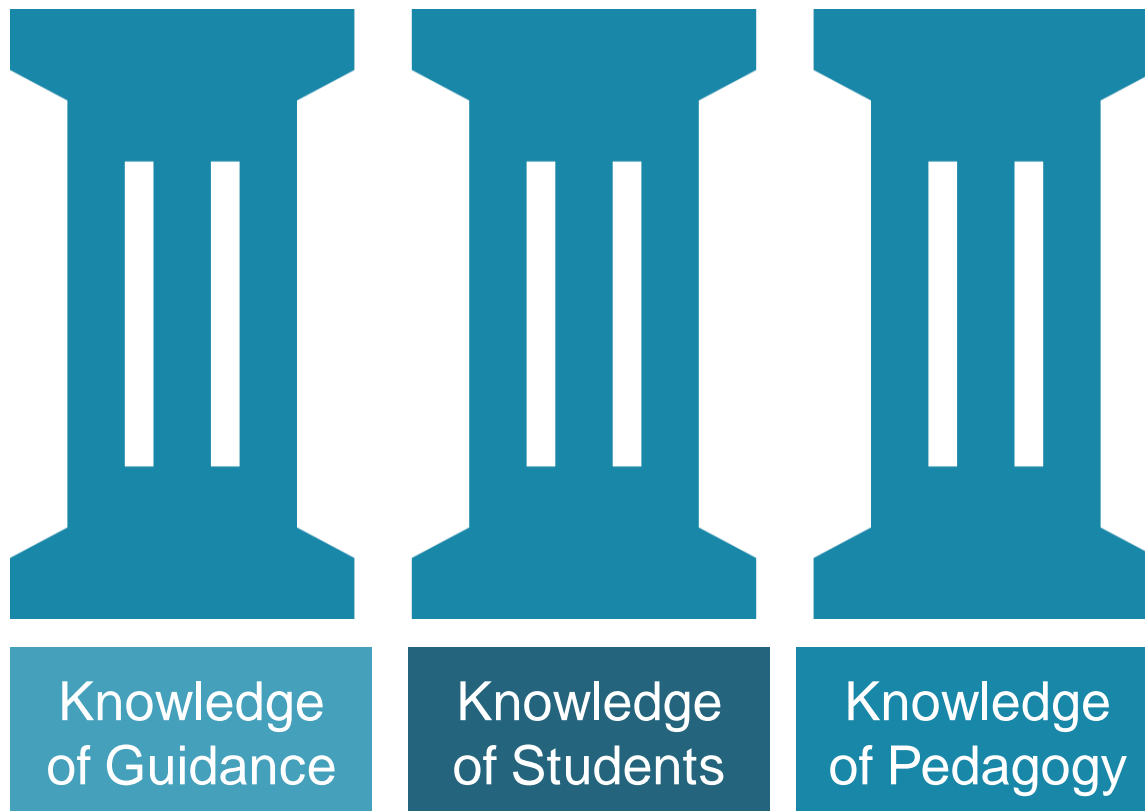 Knowledge
of Guidance
Knowledge
of Students
Knowledge
of Pedagogy